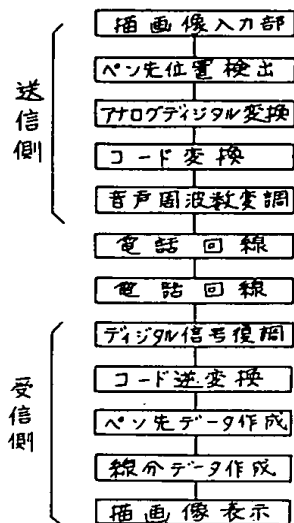 送信側
描画像入力部
ペン先位置検出
アナログディジタル変換
コード変換
音声周波数変調
電話回線
電話回線
受信側
ディジタル信号復調
コード逆変換
ペン先データ作成
線分データ作成
描画像表示